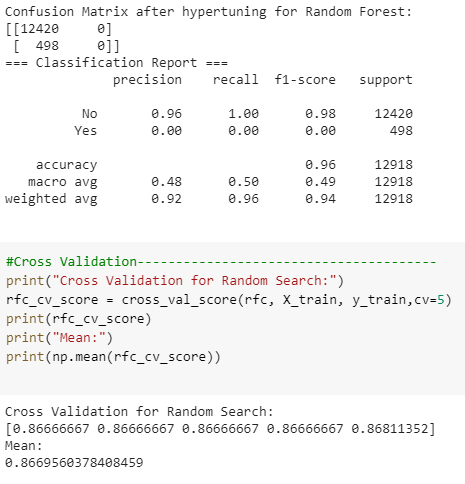 Confusion Matrix after hypertuning for Random Forest:
[[12420     0]
 [  498     0]]
=== Classification Report ===
              precision    recall  f1-score   support

          No       0.96      1.00      0.98     12420
         Yes       0.00      0.00      0.00       498

    accuracy                           0.96     12918
   macro avg       0.48      0.50      0.49     12918
weighted avg       0.92      0.96      0.94     12918

#Cross Validation---------------------------------------
print("Cross Validation for Random Search:")
rfc_cv_score = cross_val_score(rfc, X_train, y_train,cv=5)
print(rfc_cv_score)
print("Mean:")
print(np.mean(rfc_cv_score))

Cross Validation for Random Search:
[0.86666667 0.86666667 0.86666667 0.86666667 0.86811352]
Mean:
0.8669560378408459